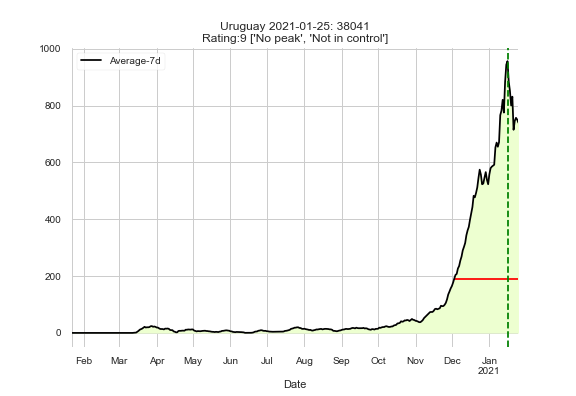 Uruguay 2021-01-25: 38041
Rating:9 ['No peak', 'Not in control']
Average-7d
1000
800
600
400
200
0
Feb Mar Apr May Jun Jul Aug Sep Oct Nov Dec Jan
2021
Date